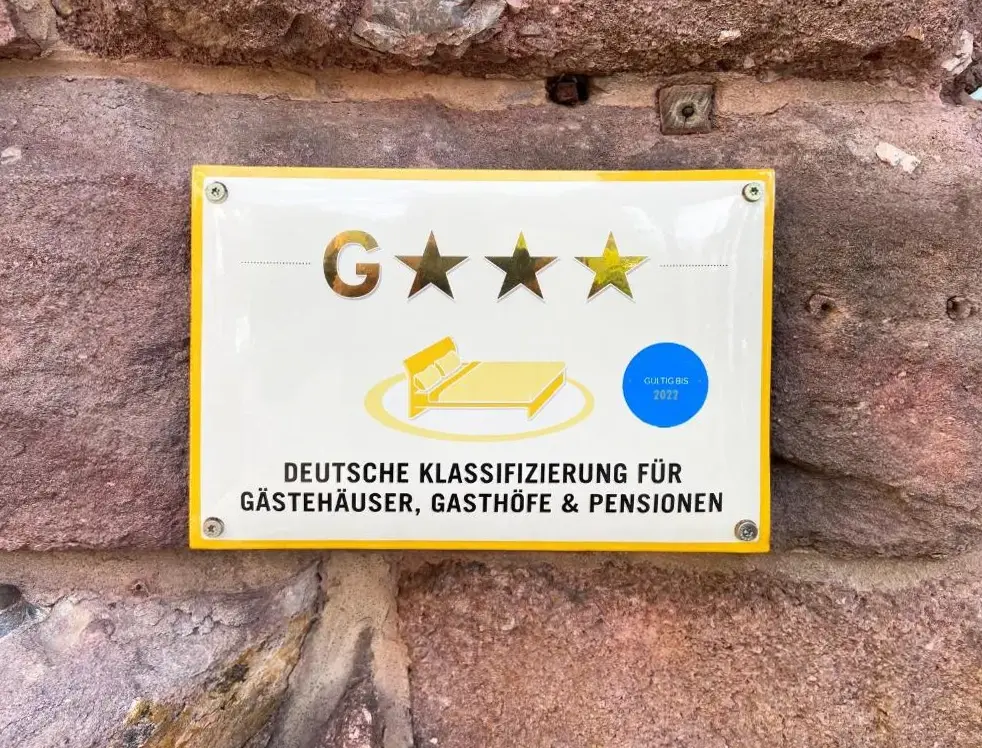 G★★★
GÜLTIG BIS
2022
DEUTSCHE KLASSIFIZIERUNG FÜR
GÄSTEHÄUSER, GASTHÖFE & PENSIONEN